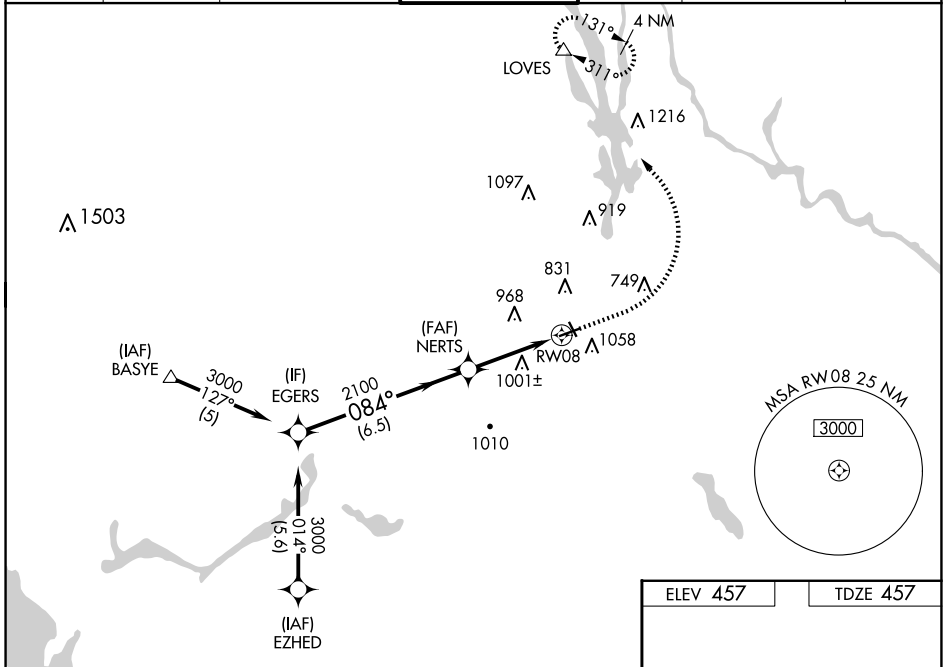 131°
4 NM
LOVES
311°
1216
1097
1503
919
831
749
968
(FAF)
NERTS
RW08
1058
1001±
(IAF)
BASYE
3000
127°
(5)
(IF)
EGERS
2100
084°
(6.5)
1010
MSA RW08 25 NM
3000
3000
014°
(5.6)
(IAF)
EZHED
ELEV 457
TDZE 457